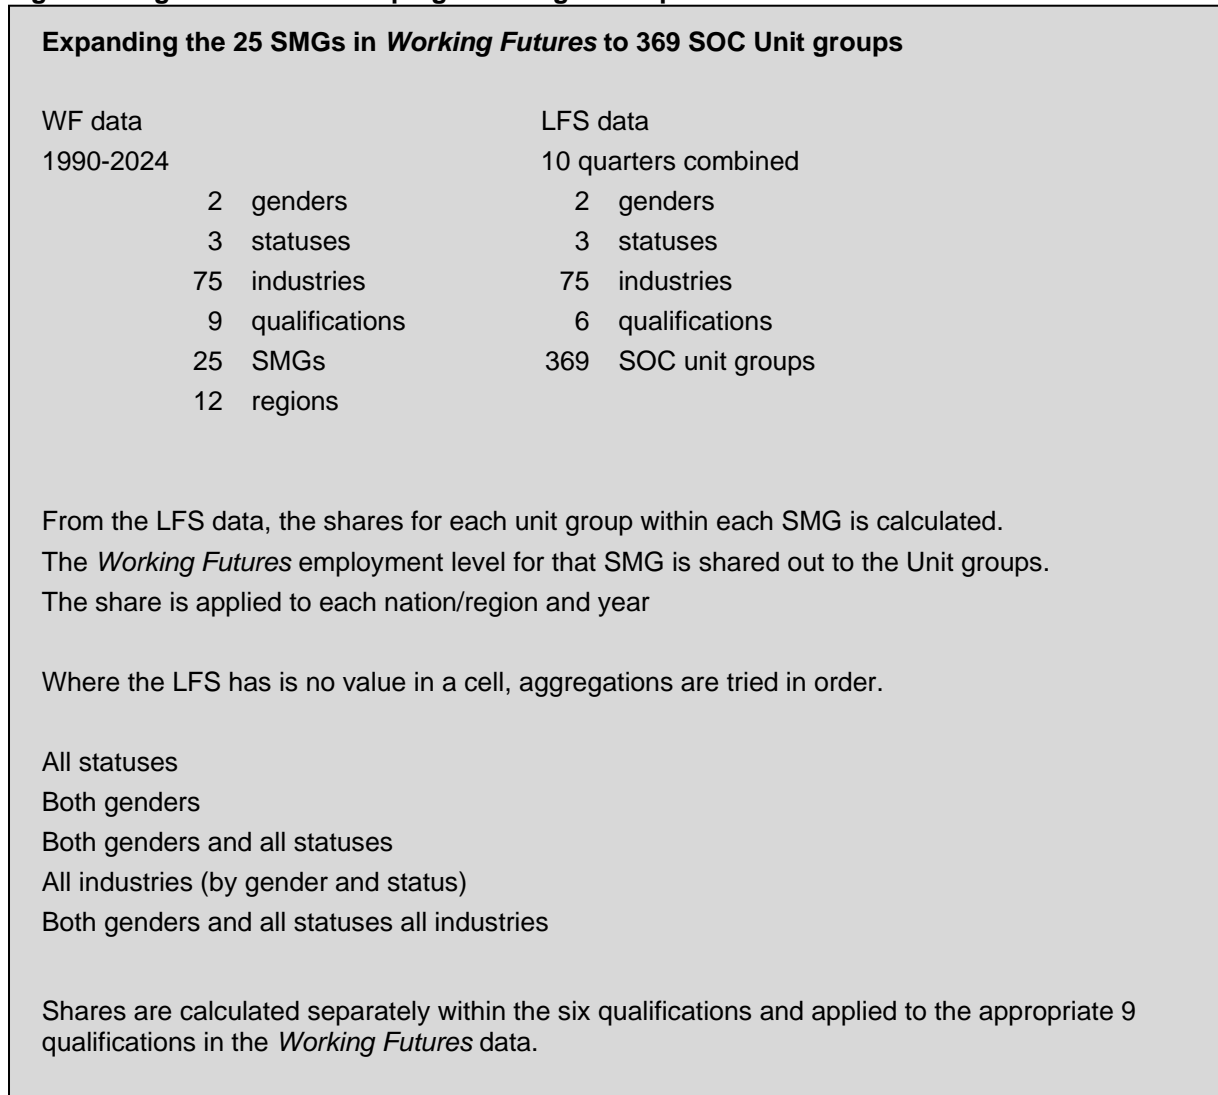 Expanding the 25 SMGs in Working Futures to 369 SOC Unit groups
WF data LFS data
1990-2024 10 quarters combined
2 genders 2 genders
3 statuses 3 statuses
75 industries 75 industries
9 qualifications 6 qualifications
25 SMGs 369 SOC unit groups
12 regions
From the LFS data, the shares for each unit group within each SMG is calculated.
The Working Futures employment level for that SMG is shared out to the Unit groups.
The share is applied to each nation/region and year
Where the LFS has is no value in a cell, aggregations are tried in order.
All statuses
Both genders
Both genders and all statuses
All industries (by gender and status)
Both genders and all statuses all industries
Shares are calculated separately within the six qualifications and applied to the appropriate 9
qualifications in the Working Futures data.